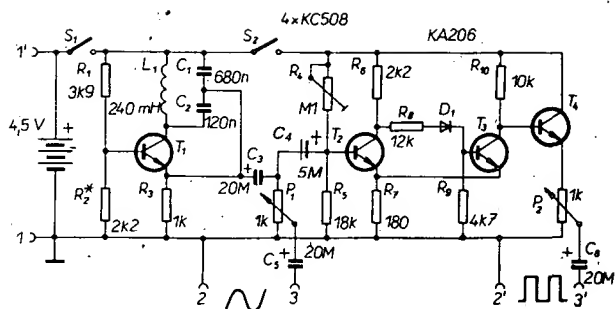 4×KC508
KA206
1'
S₁
S₂
R₁
3k9
L₁
240 mH
C₁
680n
C₂
120n
R₄
M1
R₆
2k2
R₁₀
10k
4,5 V
+
T₁
C₄
+
5M
T₂
R₈
12k
D₁
T₃
T₄
R₂*
2k2
R₃
1k
+
C₃
20M
P₁
1k
R₅
18k
R₇
180
R₉
4k7
P₂
1k
1
C₅
+
20M
+
C₆
20M
2
3
2'
3'